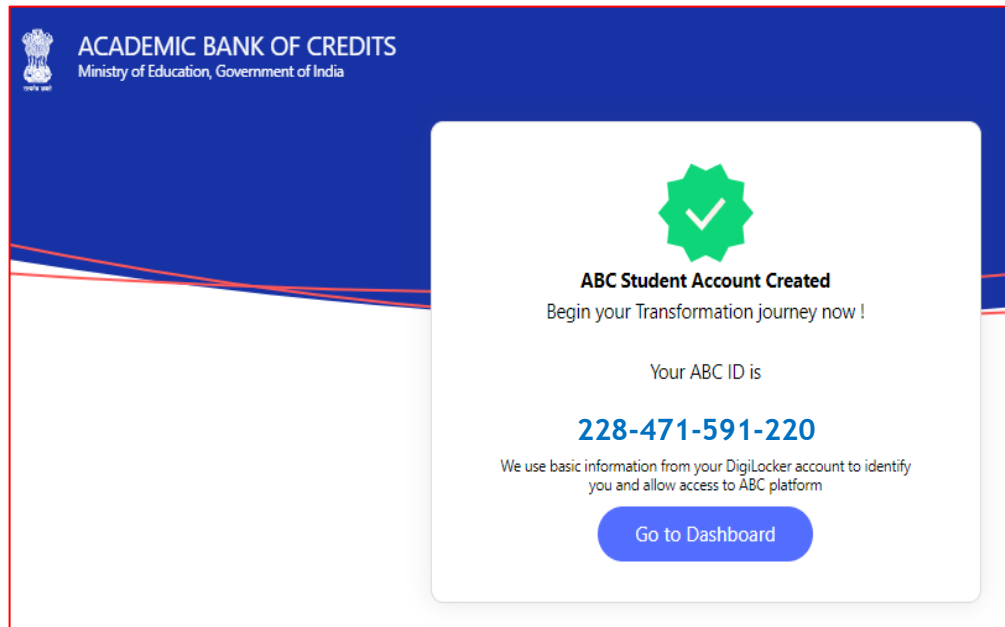 ACADEMIC BANK OF CREDITS
Ministry of Education, Government of India
ABC Student Account Created
Begin your Transformation journey now !
Your ABC ID is
228-471-591-220
We use basic information from your DigiLocker account to identify
you and allow access to ABC platform
Go to Dashboard